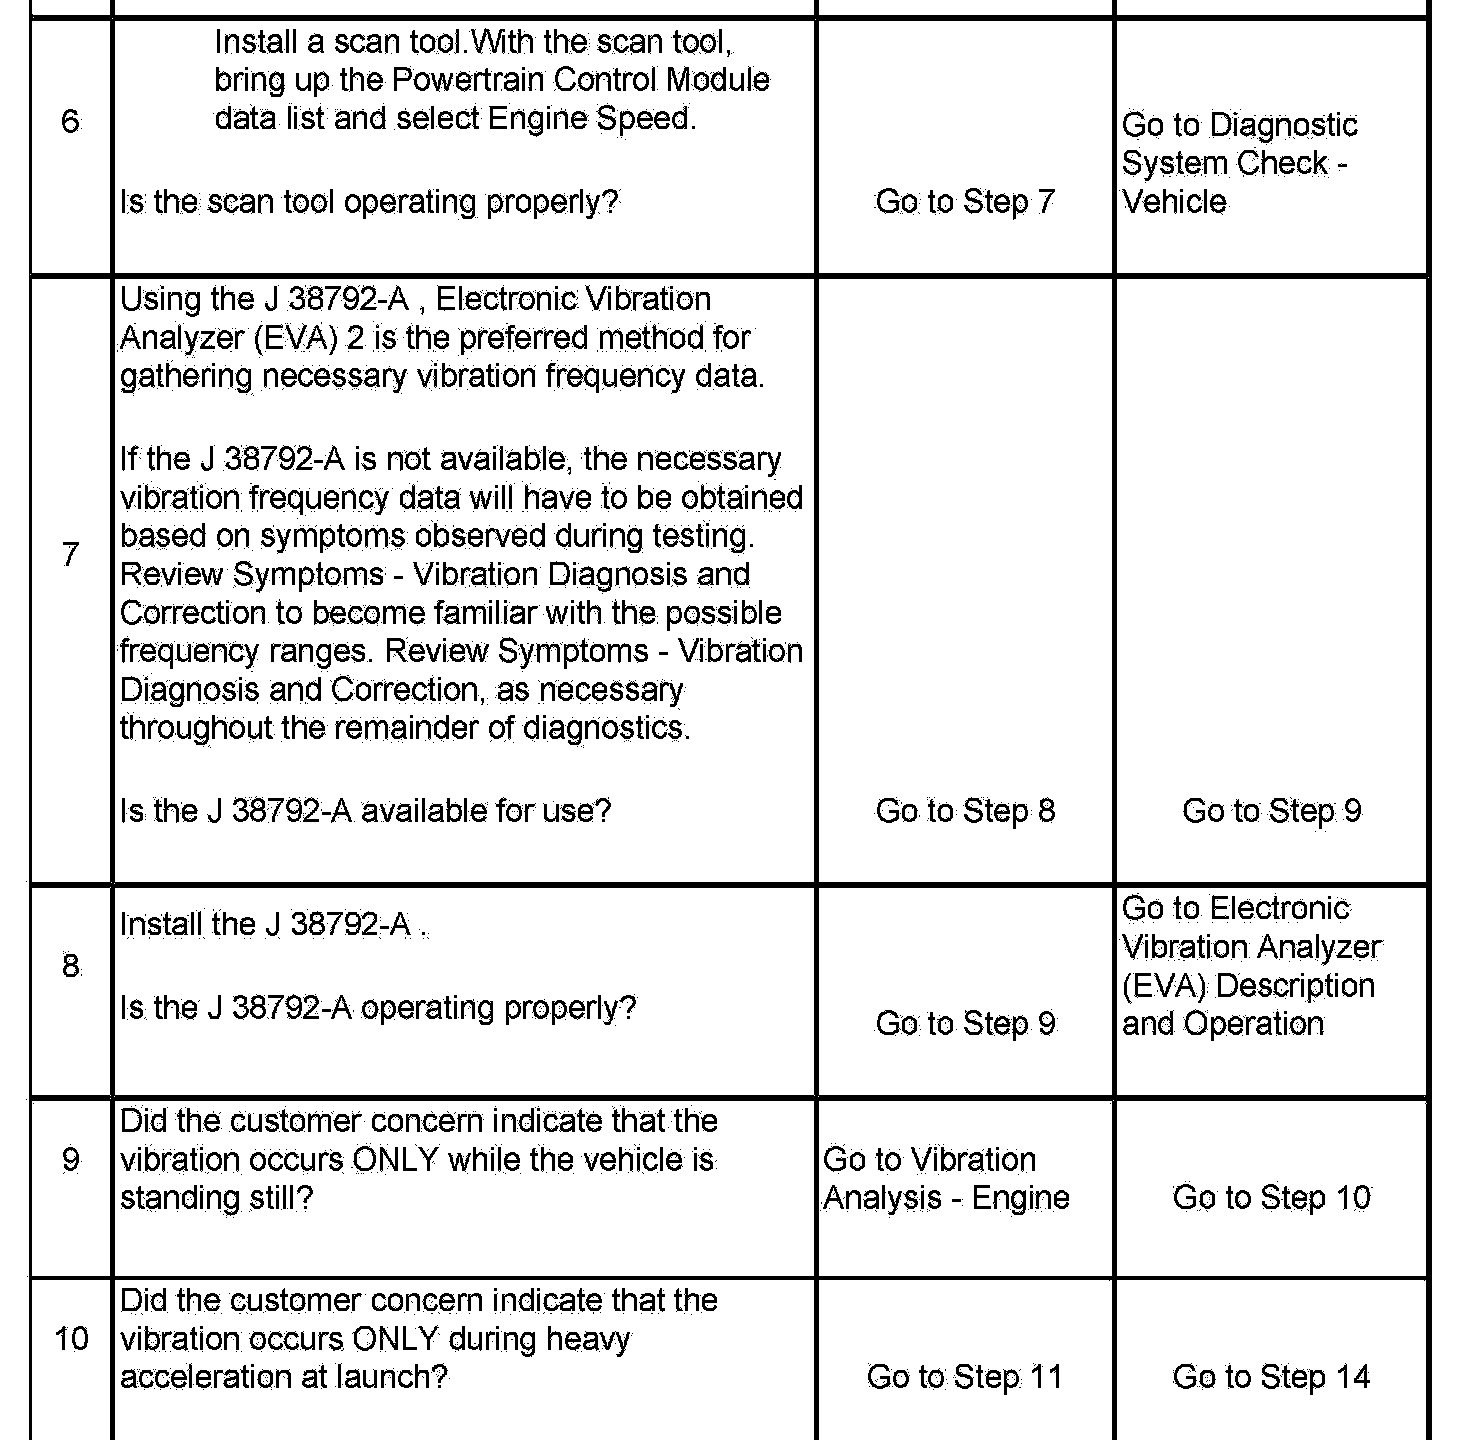 6
Install a scan tool.With the scan tool,
bring up the Powertrain Control Module
data list and select Engine Speed.
Is the scan tool operating properly?
Go to Step 7
Go to Diagnostic
System Check -
Vehicle
7
Using the J 38792-A , Electronic Vibration
Analyzer (EVA) 2 is the preferred method for
gathering necessary vibration frequency data.
If the J 38792-A is not available, the necessary
vibration frequency data will have to be obtained
based on symptoms observed during testing.
Review Symptoms - Vibration Diagnosis and
Correction to become familiar with the possible
frequency ranges. Review Symptoms - Vibration
Diagnosis and Correction, as necessary
throughout the remainder of diagnostics.
Is the J 38792-A available for use?
Go to Step 8
Go to Step 9
8
Install the J 38792-A .
Is the J 38792-A operating properly?
Go to Step 9
Go to Electronic
Vibration Analyzer
(EVA) Description
and Operation
9
Did the customer concern indicate that the
vibration occurs ONLY while the vehicle is
standing still?
Go to Vibration
Analysis - Engine
Go to Step 10
10
Did the customer concern indicate that the
vibration occurs ONLY during heavy
acceleration at launch?
Go to Step 11
Go to Step 14